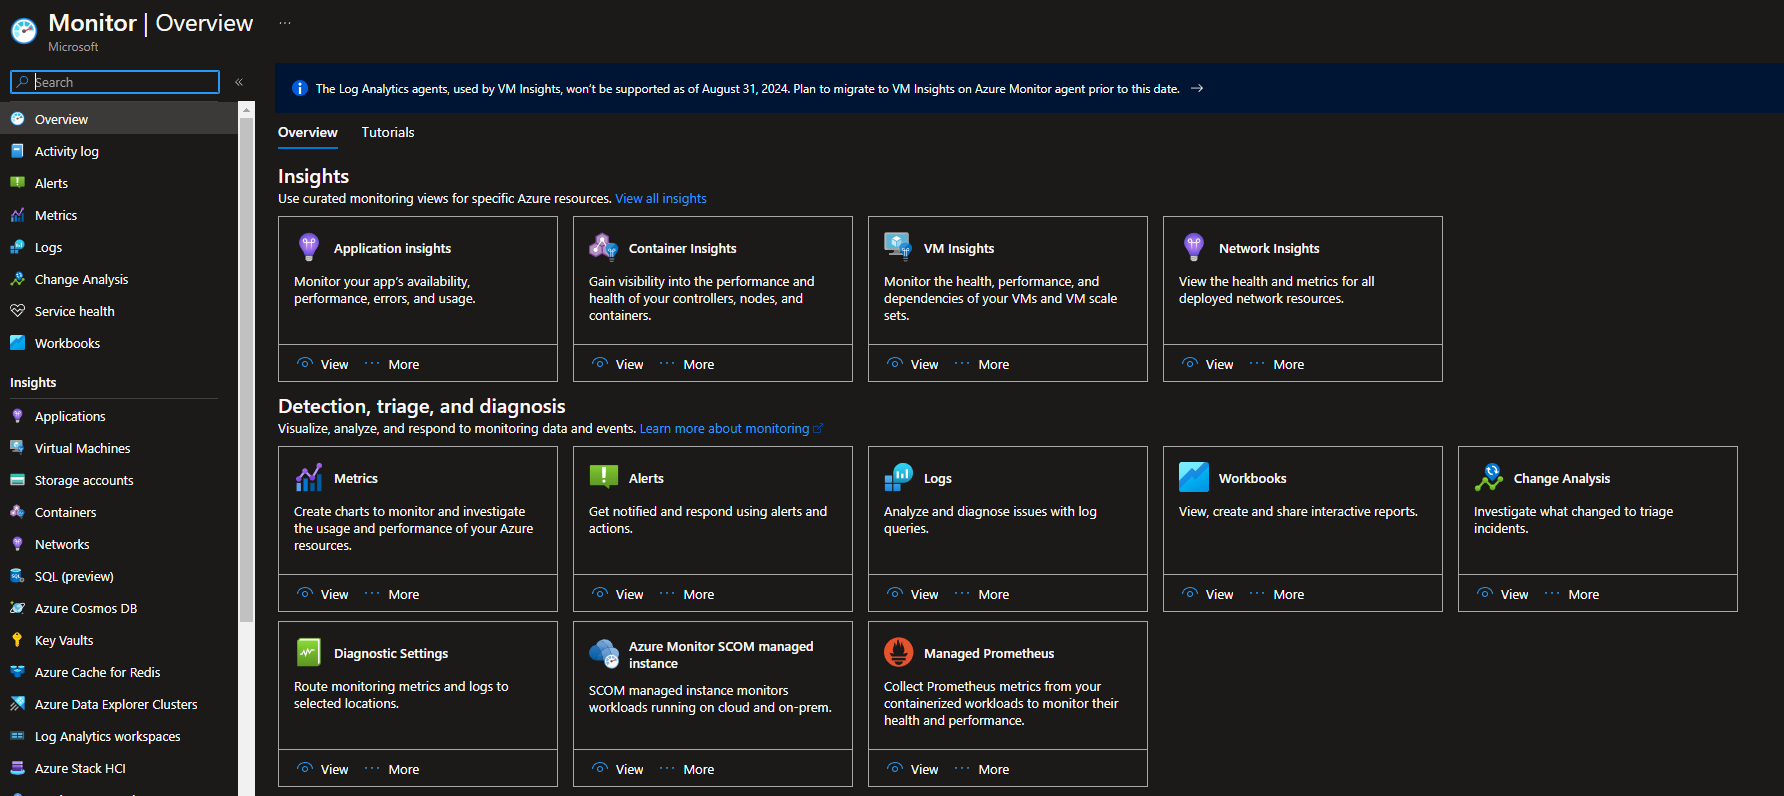 Monitor | Overview ...
Microsoft
Search
«
Overview
Activity log
Alerts
Metrics
Logs
Change Analysis
Service health
Workbooks
Insights
Applications
Virtual Machines
Storage accounts
Containers
Networks
SQL (preview)
Azure Cosmos DB
Key Vaults
Azure Cache for Redis
Azure Data Explorer Clusters
Log Analytics workspaces
Azure Stack HCI
The Log Analytics agents, used by VM Insights, won't be supported as of August 31, 2024. Plan to migrate to VM Insights on Azure Monitor agent prior to this date. →
Overview Tutorials
Insights
Use curated monitoring views for specific Azure resources. View all insights
Application insights
Monitor your app's availability,
performance, errors, and usage.
View ... More
Container Insights
Gain visibility into the performance and
health of your controllers, nodes, and
containers.
View ... More
VM Insights
Monitor the health, performance, and
dependencies of your VMs and VM scale
sets.
View ... More
Network Insights
View the health and metrics for all
deployed network resources.
View ... More
Detection, triage, and diagnosis
Visualize, analyze, and respond to monitoring data and events. Learn more about monitoring
Metrics
Create charts to monitor and investigate
the usage and performance of your Azure
resources.
View ... More
Alerts
Get notified and respond using alerts and
actions.
View ... More
Logs
Analyze and diagnose issues with log
queries.
View ... More
Workbooks
View, create and share interactive reports.
View ... More
Change Analysis
Investigate what changed to triage
incidents.
View ... More
Diagnostic Settings
Route monitoring metrics and logs to
selected locations.
View ... More
Azure Monitor SCOM managed
instance
SCOM managed instance monitors
workloads running on cloud and on-prem.
View ... More
Managed Prometheus
Collect Prometheus metrics from your
containerized workloads to monitor their
health and performance.
View ... More